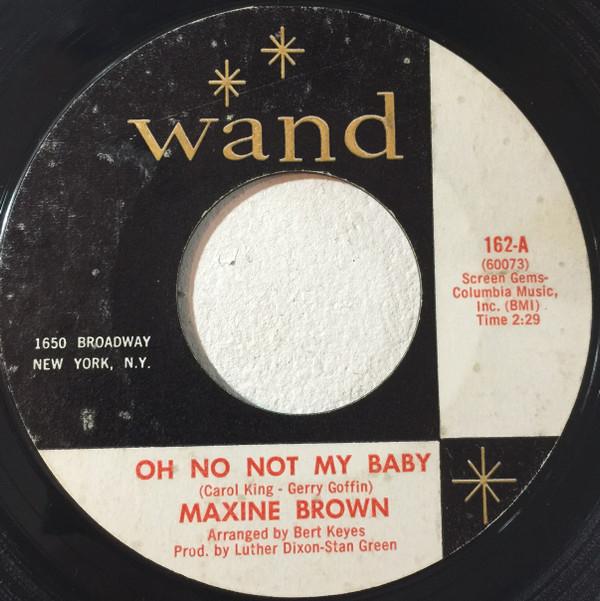 wand
162-A
(60073)
Screen Gems-
Columbia Music,
Inc. (BMI)
Time 2:29
1650 BROADWAY
NEW YORK, N.Y.
OH NO NOT MY BABY
(Carol King - Gerry Goffin)
MAXINE BROWN
Arranged by Bert Keyes
Prod. by Luther Dixon-Stan Green